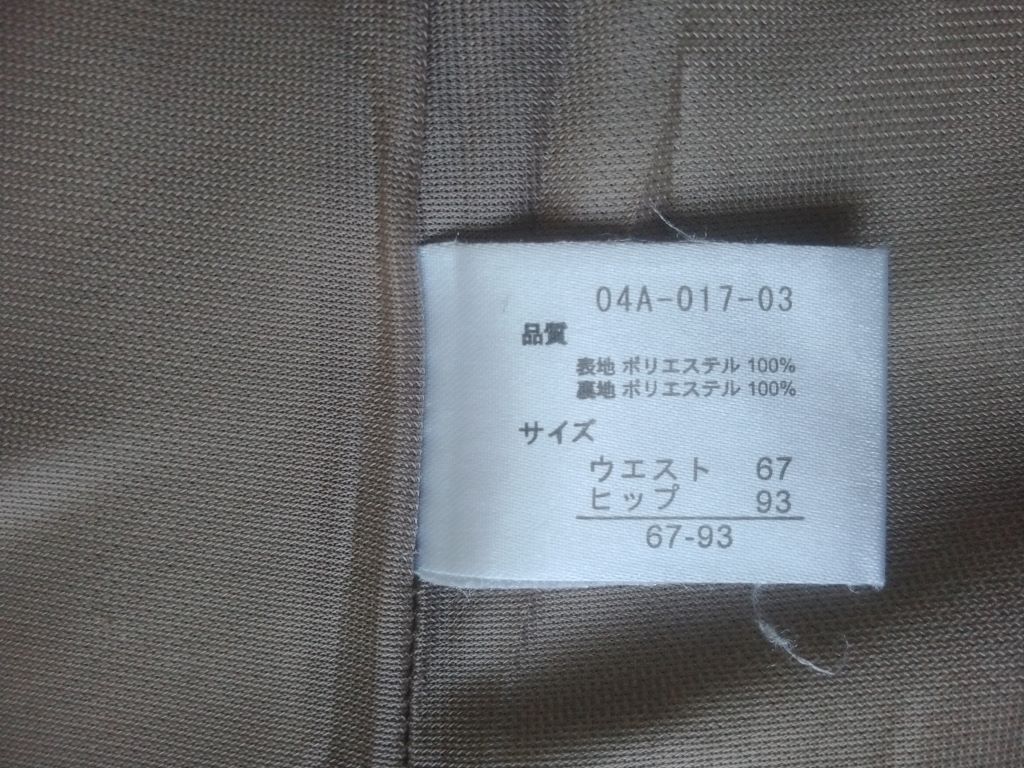 04A-017-03
品質
表地 ポリエステル 100%
裏地 ポリエステル 100%
サイズ
ウエスト 67
ヒップ 93
67-93